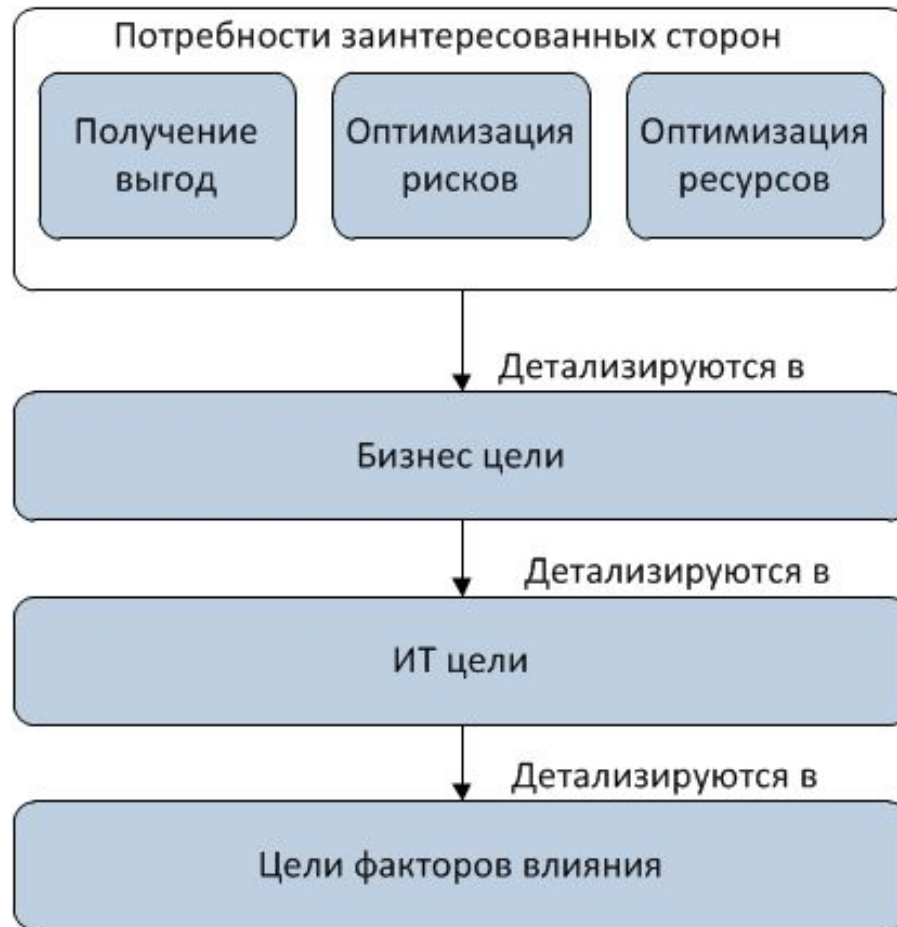 Потребности заинтересованных сторон
Получение
выгод
Оптимизация
рисков
Оптимизация
ресурсов
Детализируются в
Бизнес цели
Детализируются в
ИТ цели
Детализируются в
Цели факторов влияния